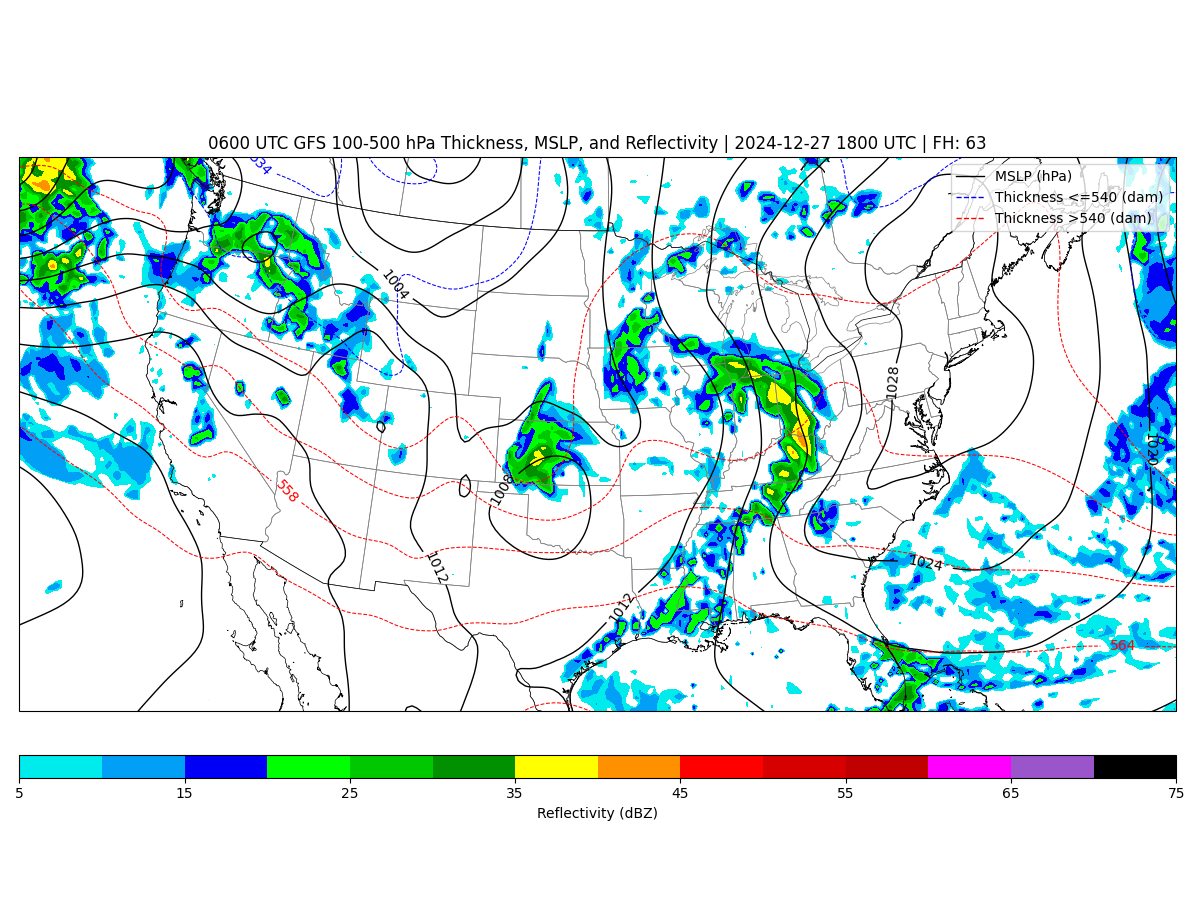 0600 UTC GFS 100-500 hPa Thickness, MSLP, and Reflectivity | 2024-12-27 1800 UTC | FH: 63
534
MSLP (hPa)
Thickness <=540 (dam)
Thickness >540 (dam)
1004
1028
1020
558
1008
1012
1024
1012
564
5 15 25 35 45 55 65 75
Reflectivity (dBZ)